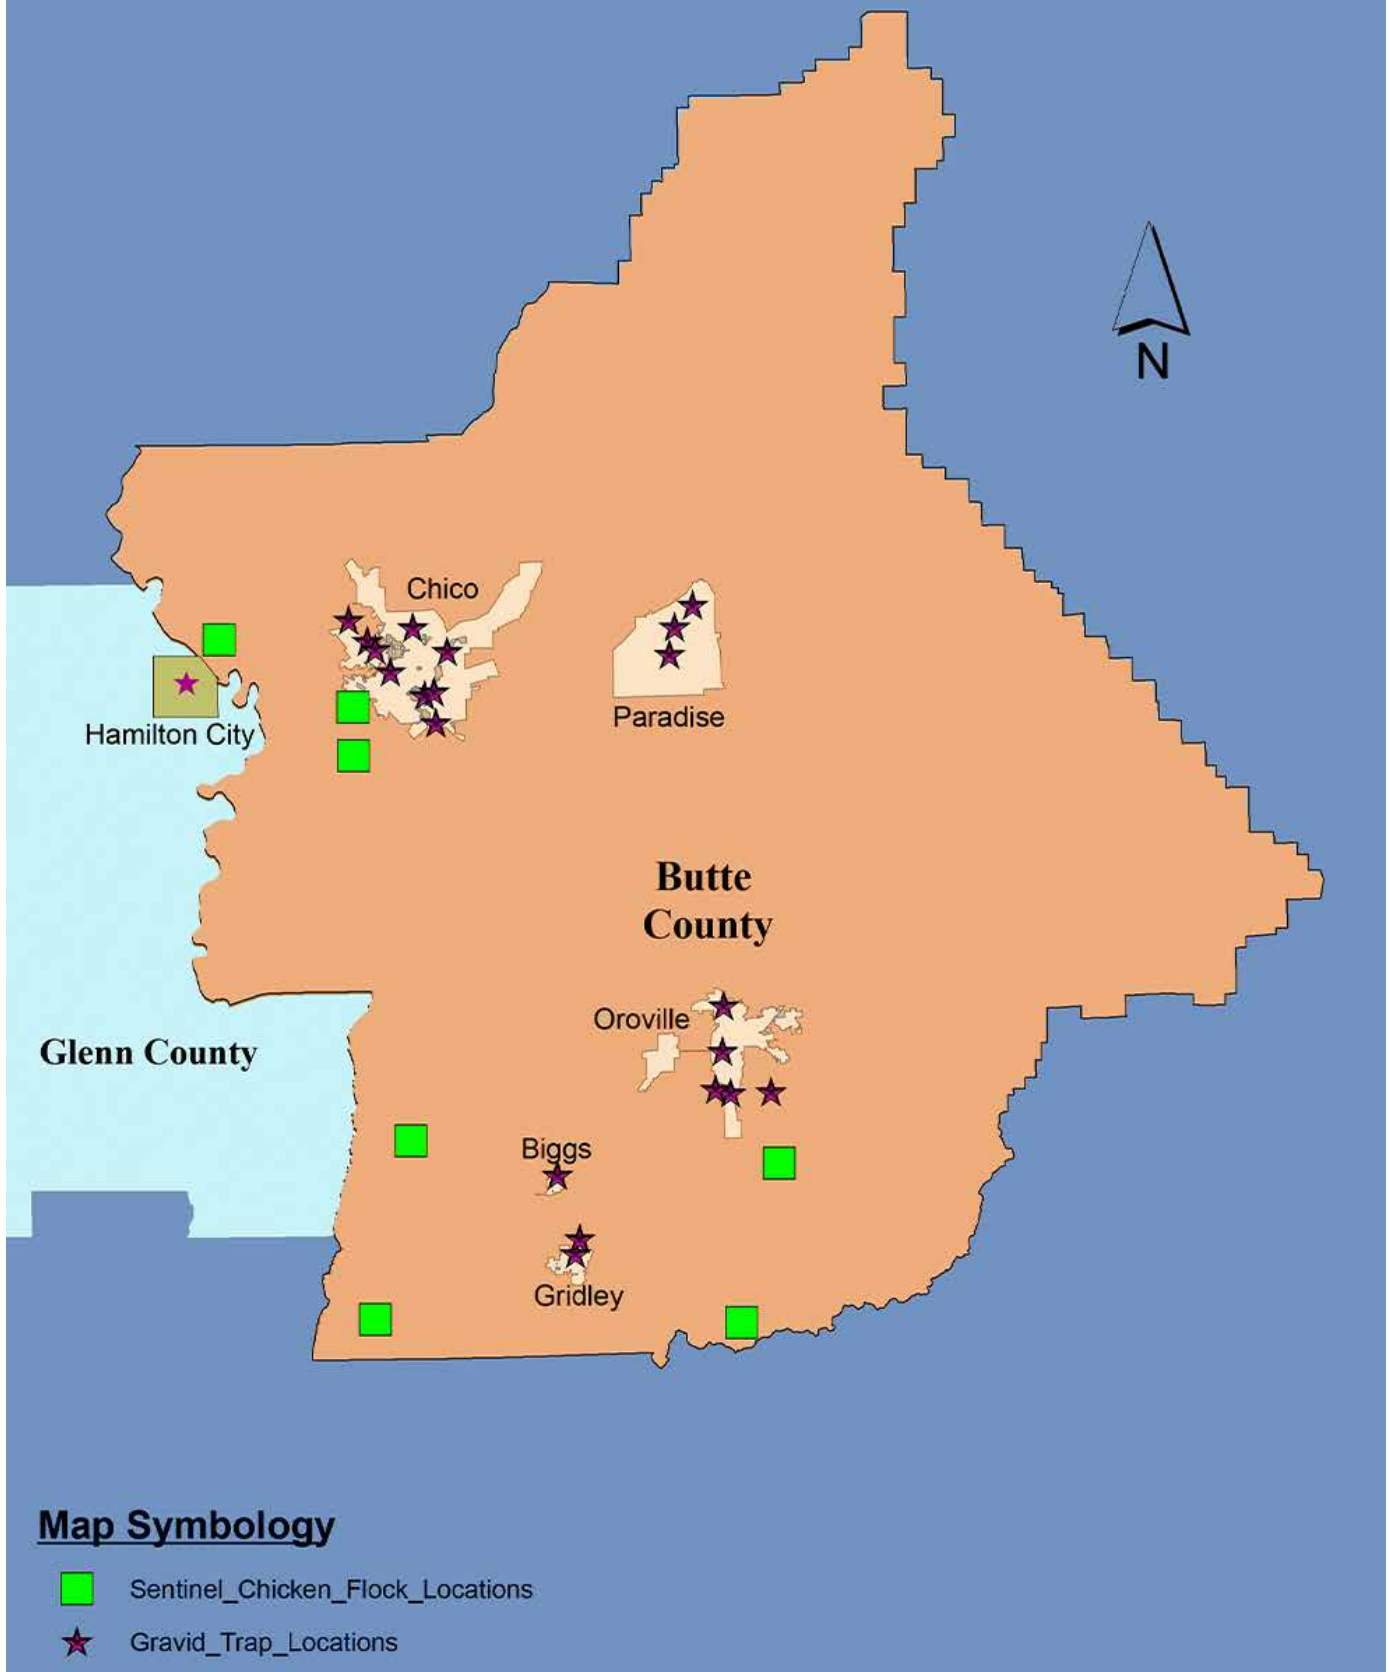 N
Chico
Paradise
Hamilton City
Butte
County
Oroville
Glenn County
Biggs
Gridley
Map Symbology
Sentinel_Chicken_Flock_Locations
Gravid_Trap_Locations